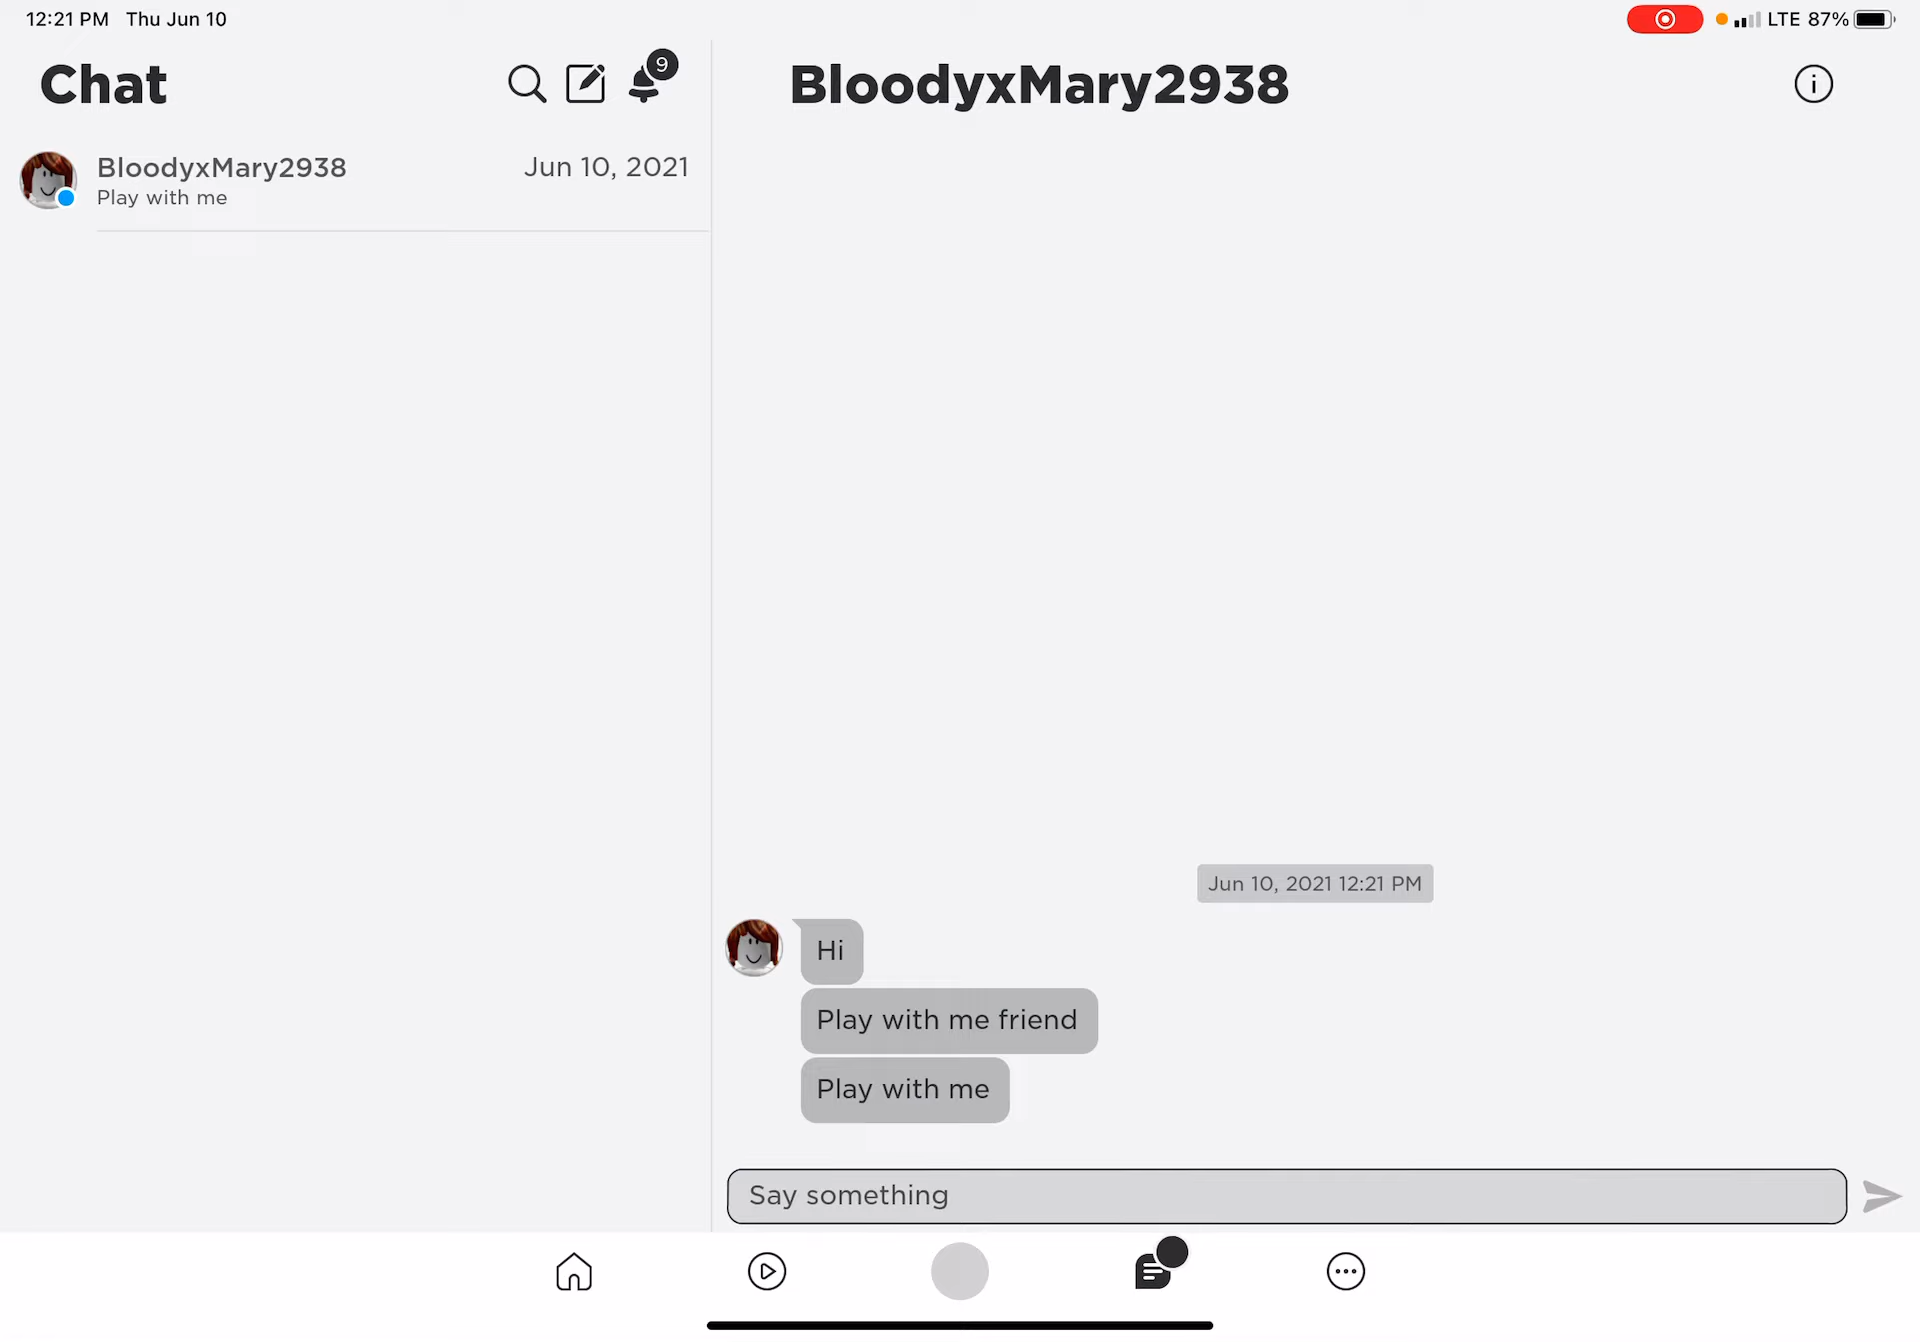 12:21 PM Thu Jun 10
LTE 87%
Chat
9
BloodyxMary2938
BloodyxMary2938
Jun 10, 2021
Play with me
Jun 10, 2021 12:21 PM
Hi
Play with me friend
Play with me
Say something